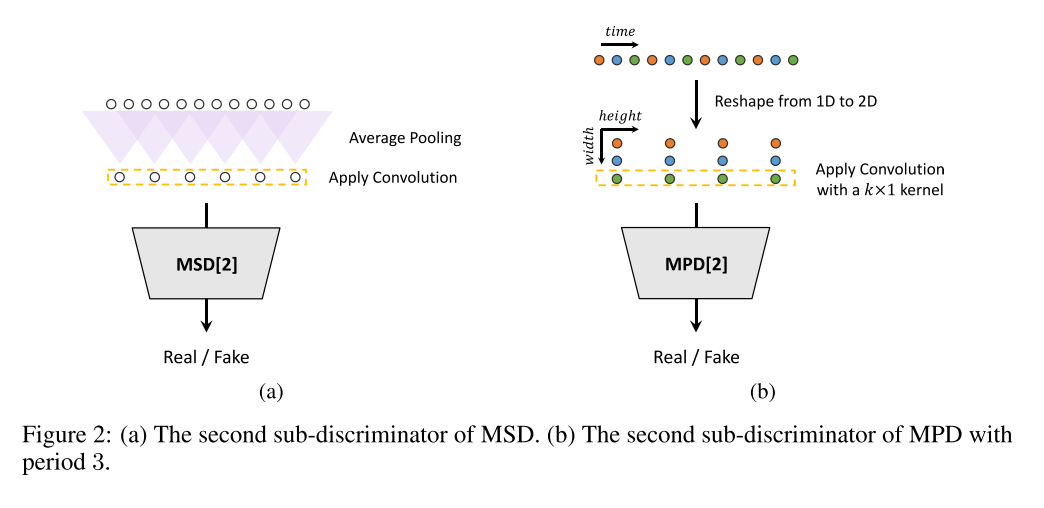 Average Pooling
Apply Convolution
MSD[2]
Real / Fake
(a)
time
Reshape from 1D to 2D
height
width
Apply Convolution
with a k×1 kernel
MPD[2]
Real / Fake
(b)
Figure 2: (a) The second sub-discriminator of MSD. (b) The second sub-discriminator of MPD with
period 3.